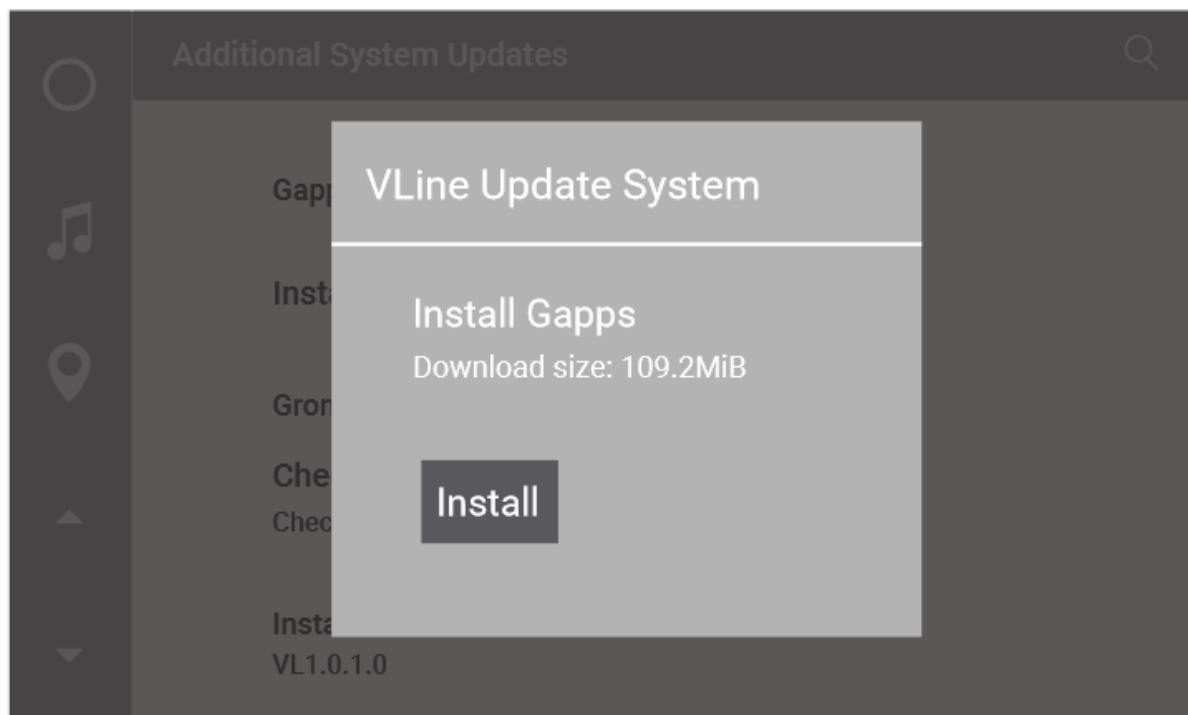 Additional System Updates
VLine Update System
Install Gapps
Download size: 109.2MiB
Install
VL1.0.1.0